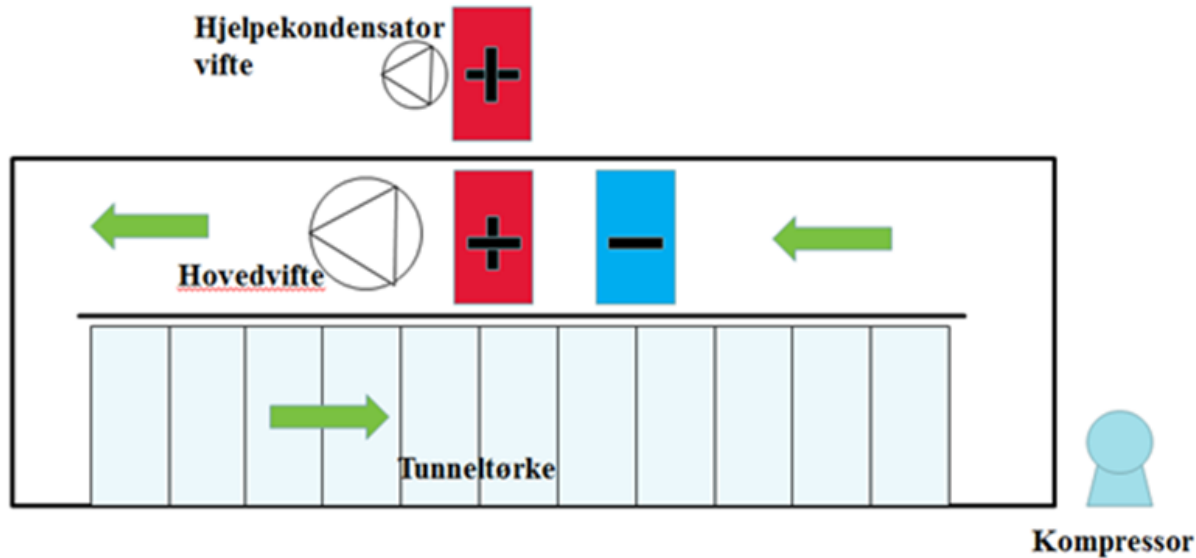 Hjelpekondensator
vifte
Hovedvifte
Tunneltørke
Kompressor